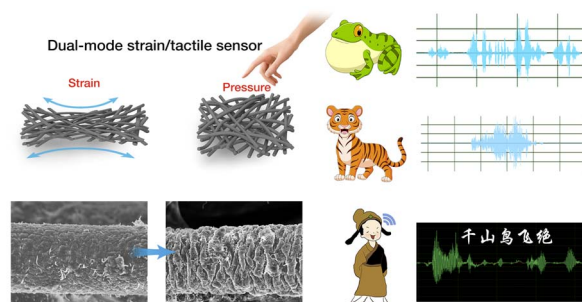 Dual-mode strain/tactile sensor
Strain
Pressure
千山鸟飞绝